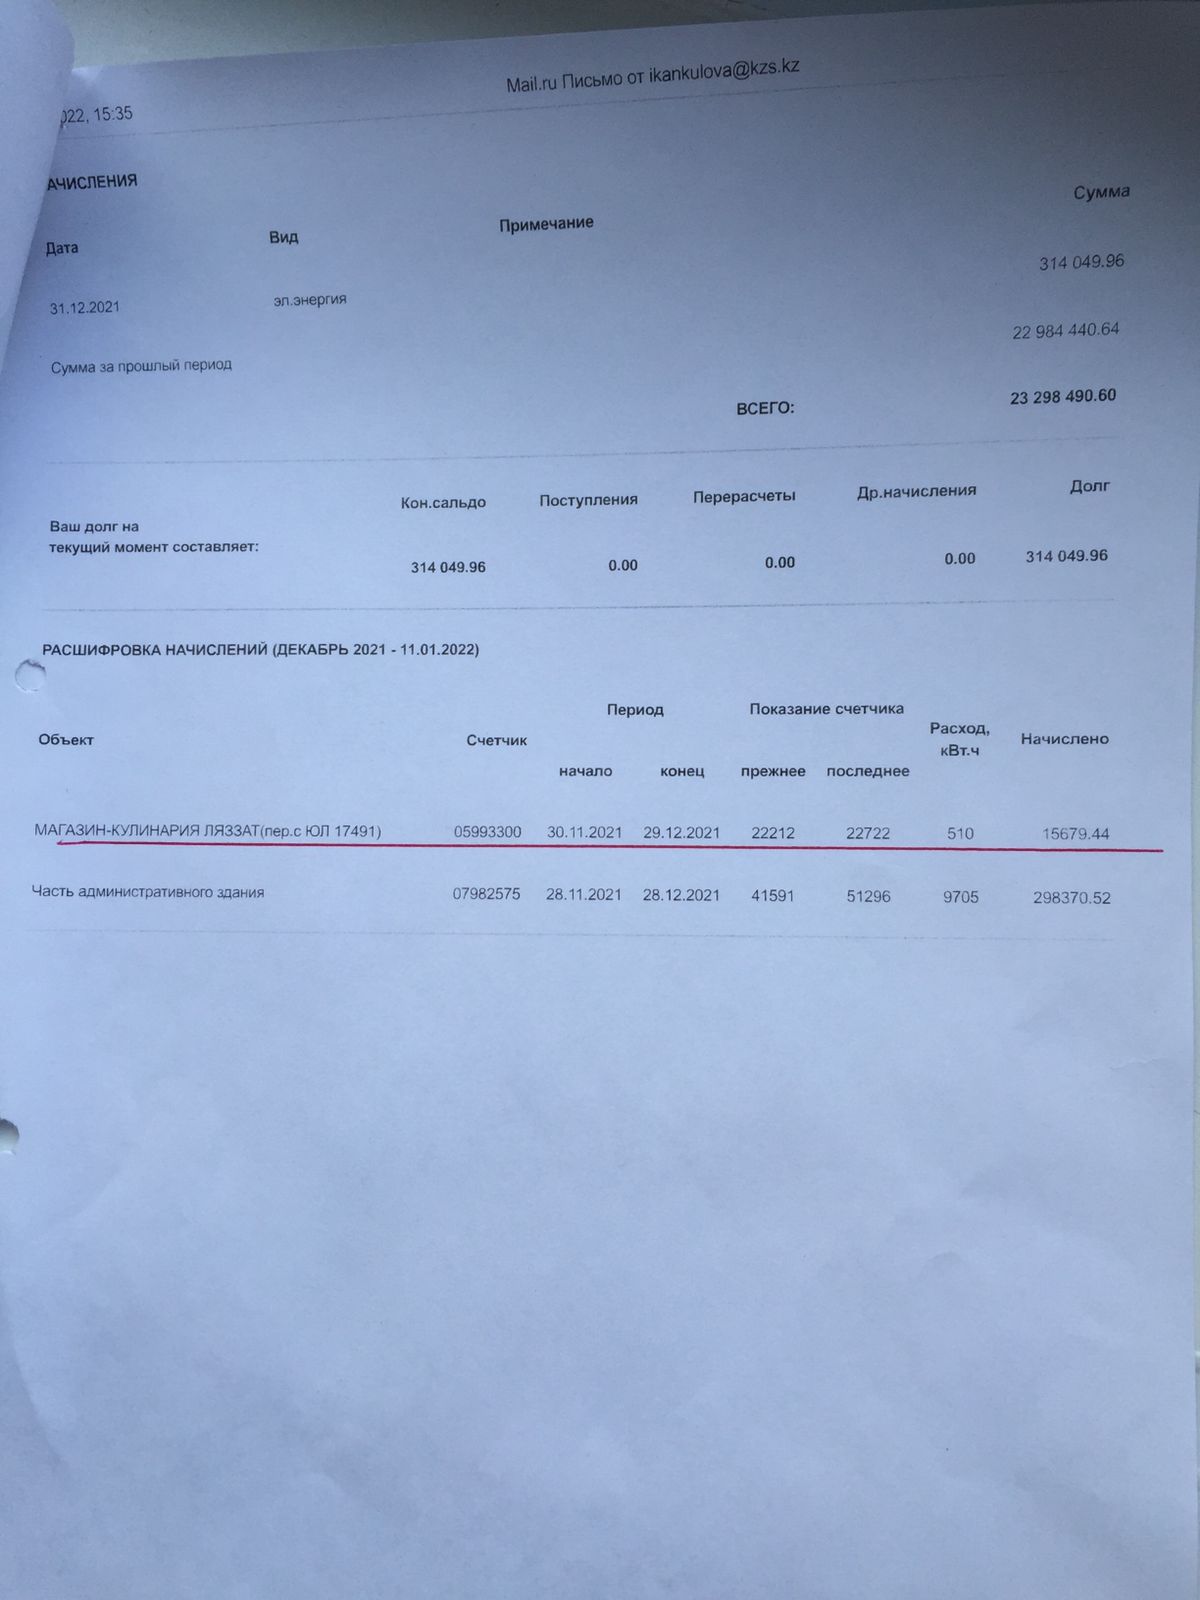 Mail.ru Письмо от ikankulova@kzs.kz
022, 15:35
АЧИСЛЕНИЯ
Дата Вид Примечание Сумма
31.12.2021 эл.энергия 314 049.96
Сумма за прошлый период 22 984 440.64
ВСЕГО: 23 298 490.60
Кон.сальдо Поступления Перерасчеты Др.начисления Долг
Ваш долг на
текущий момент составляет:
314 049.96 0.00 0.00 0.00 314 049.96
РАСШИФРОВКА НАЧИСЛЕНИЙ (ДЕКАБРЬ 2021 - 11.01.2022)
Период Показание счетчика
Объект Счетчик Расход, Начислено
кВт.ч
начало конец прежнее последнее
МАГАЗИН-КУЛИНАРИЯ ЛЯЗЗАТ(пер.с ЮЛ 17491) 05993300 30.11.2021 29.12.2021 22212 22722 510 15679.44
Часть административного здания 07982575 28.11.2021 28.12.2021 41591 51296 9705 298370.52